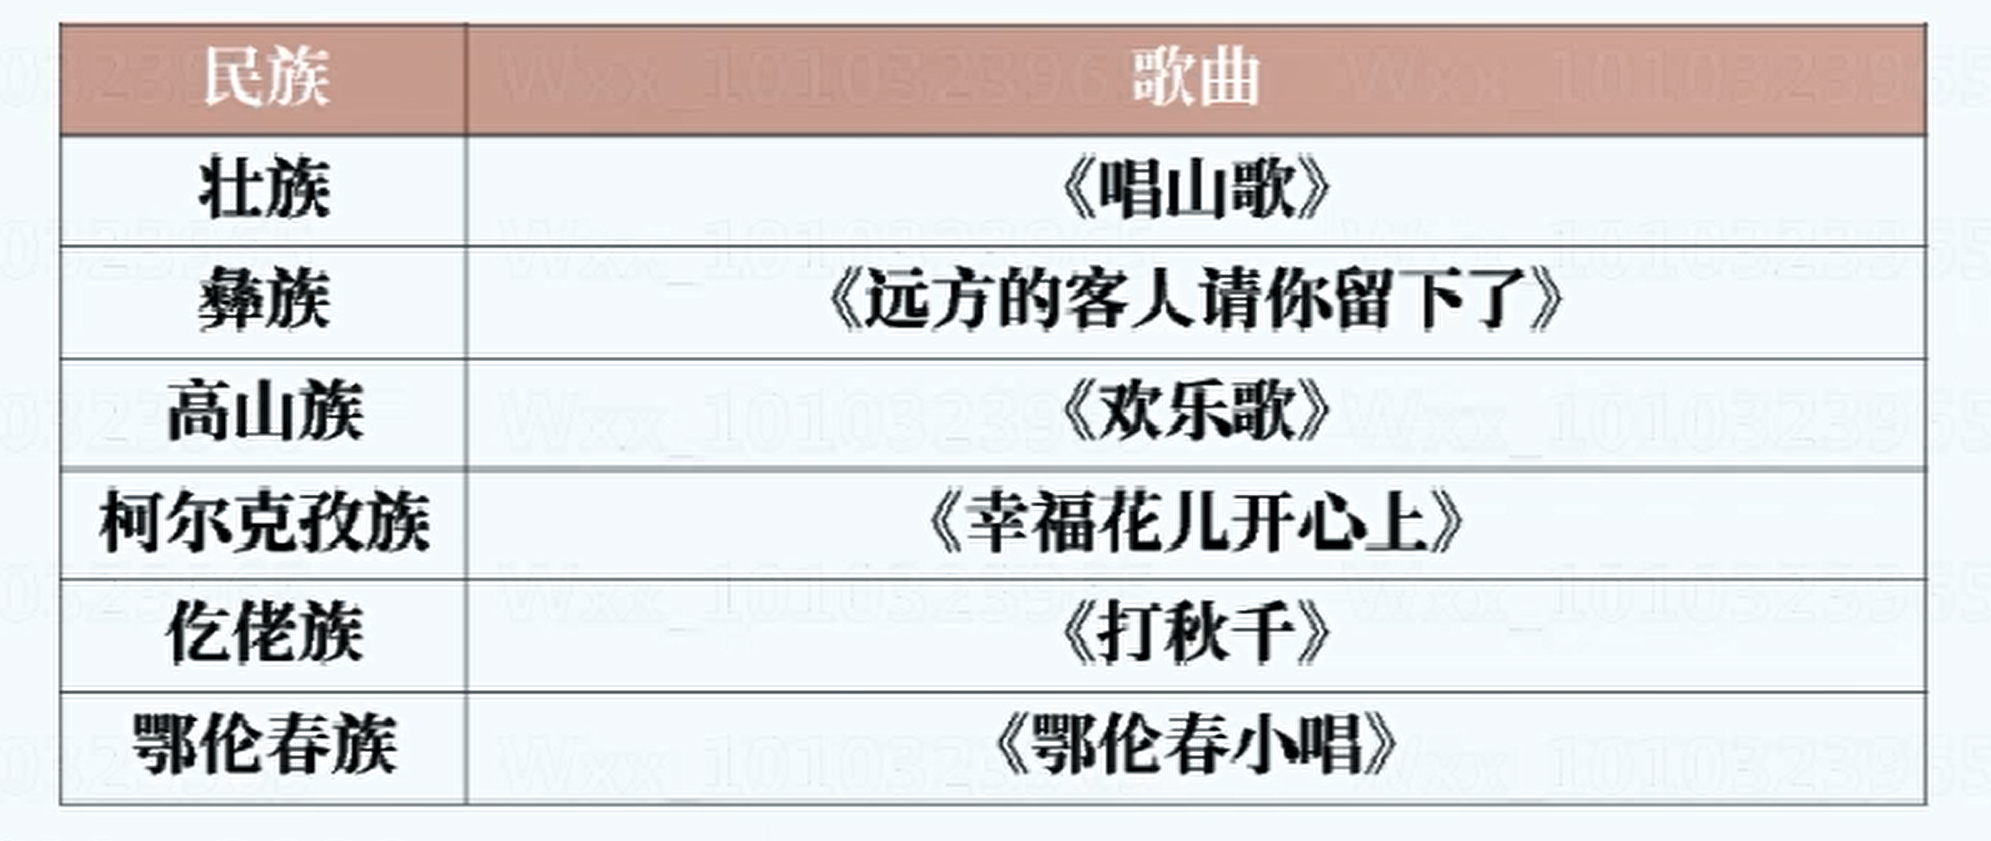 民族 歌曲
壮族 《唱山歌》
彝族 《远方的客人请你留下了》
高山族 《欢乐歌》
柯尔克孜族 《幸福花儿开心上》
仡佬族 《打秋千》
鄂伦春族 《鄂伦春小唱》